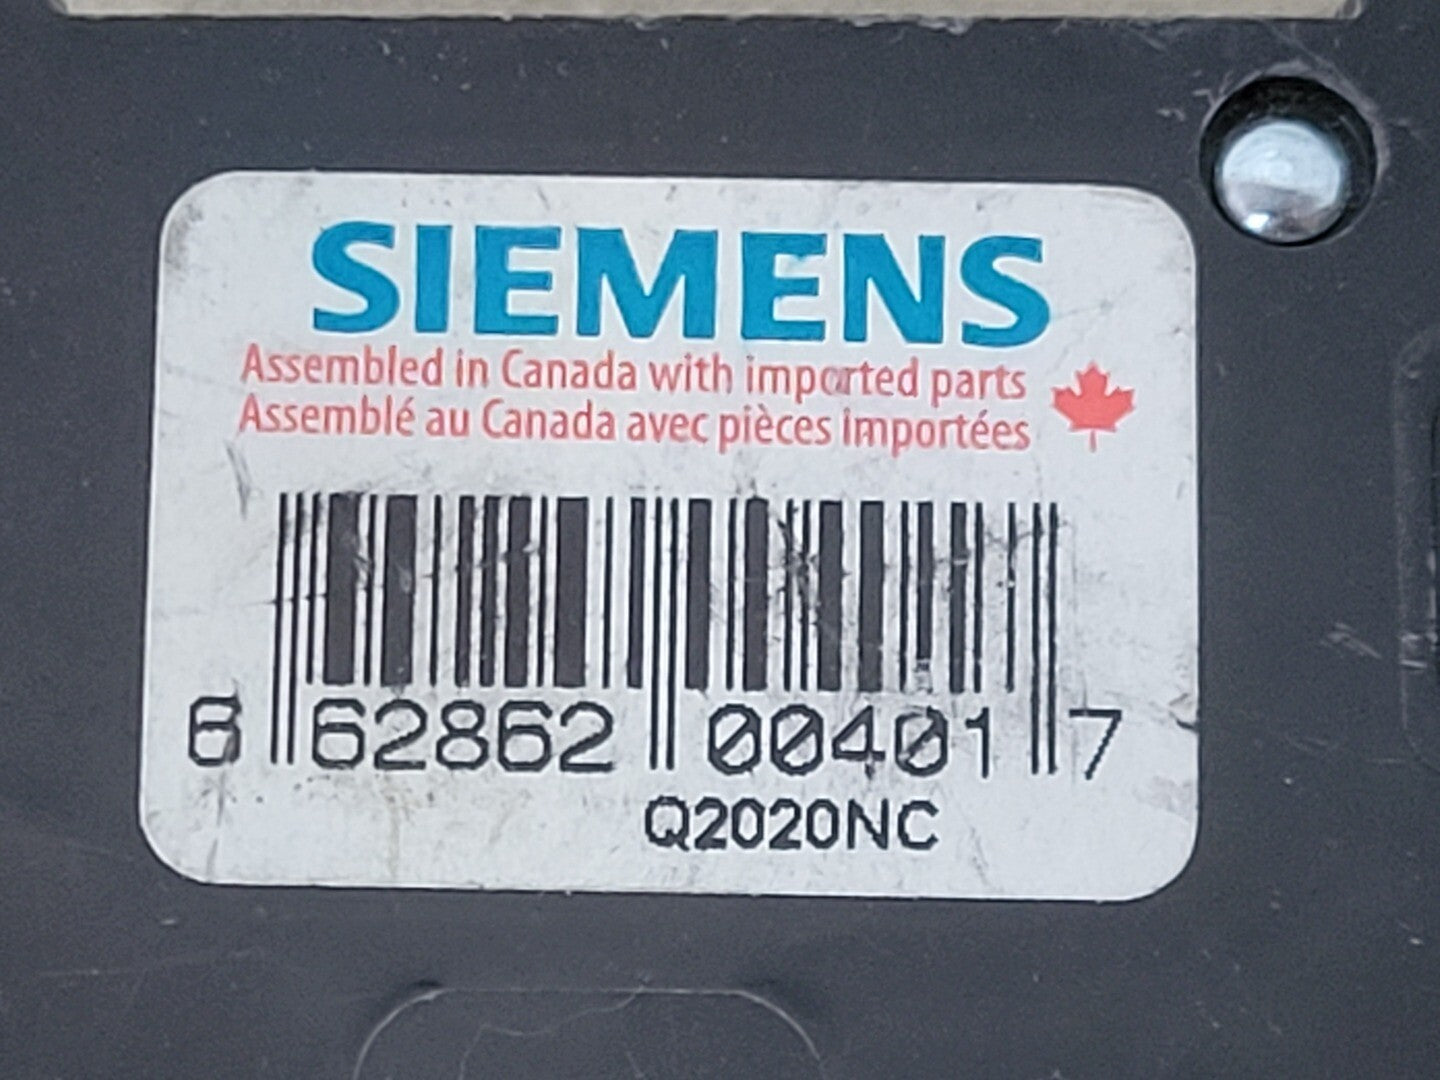 SIEMENS
Assembled in Canada with imported parts
Assemblé au Canada avec pièces importées
6 62862 00401 7
Q2020NC